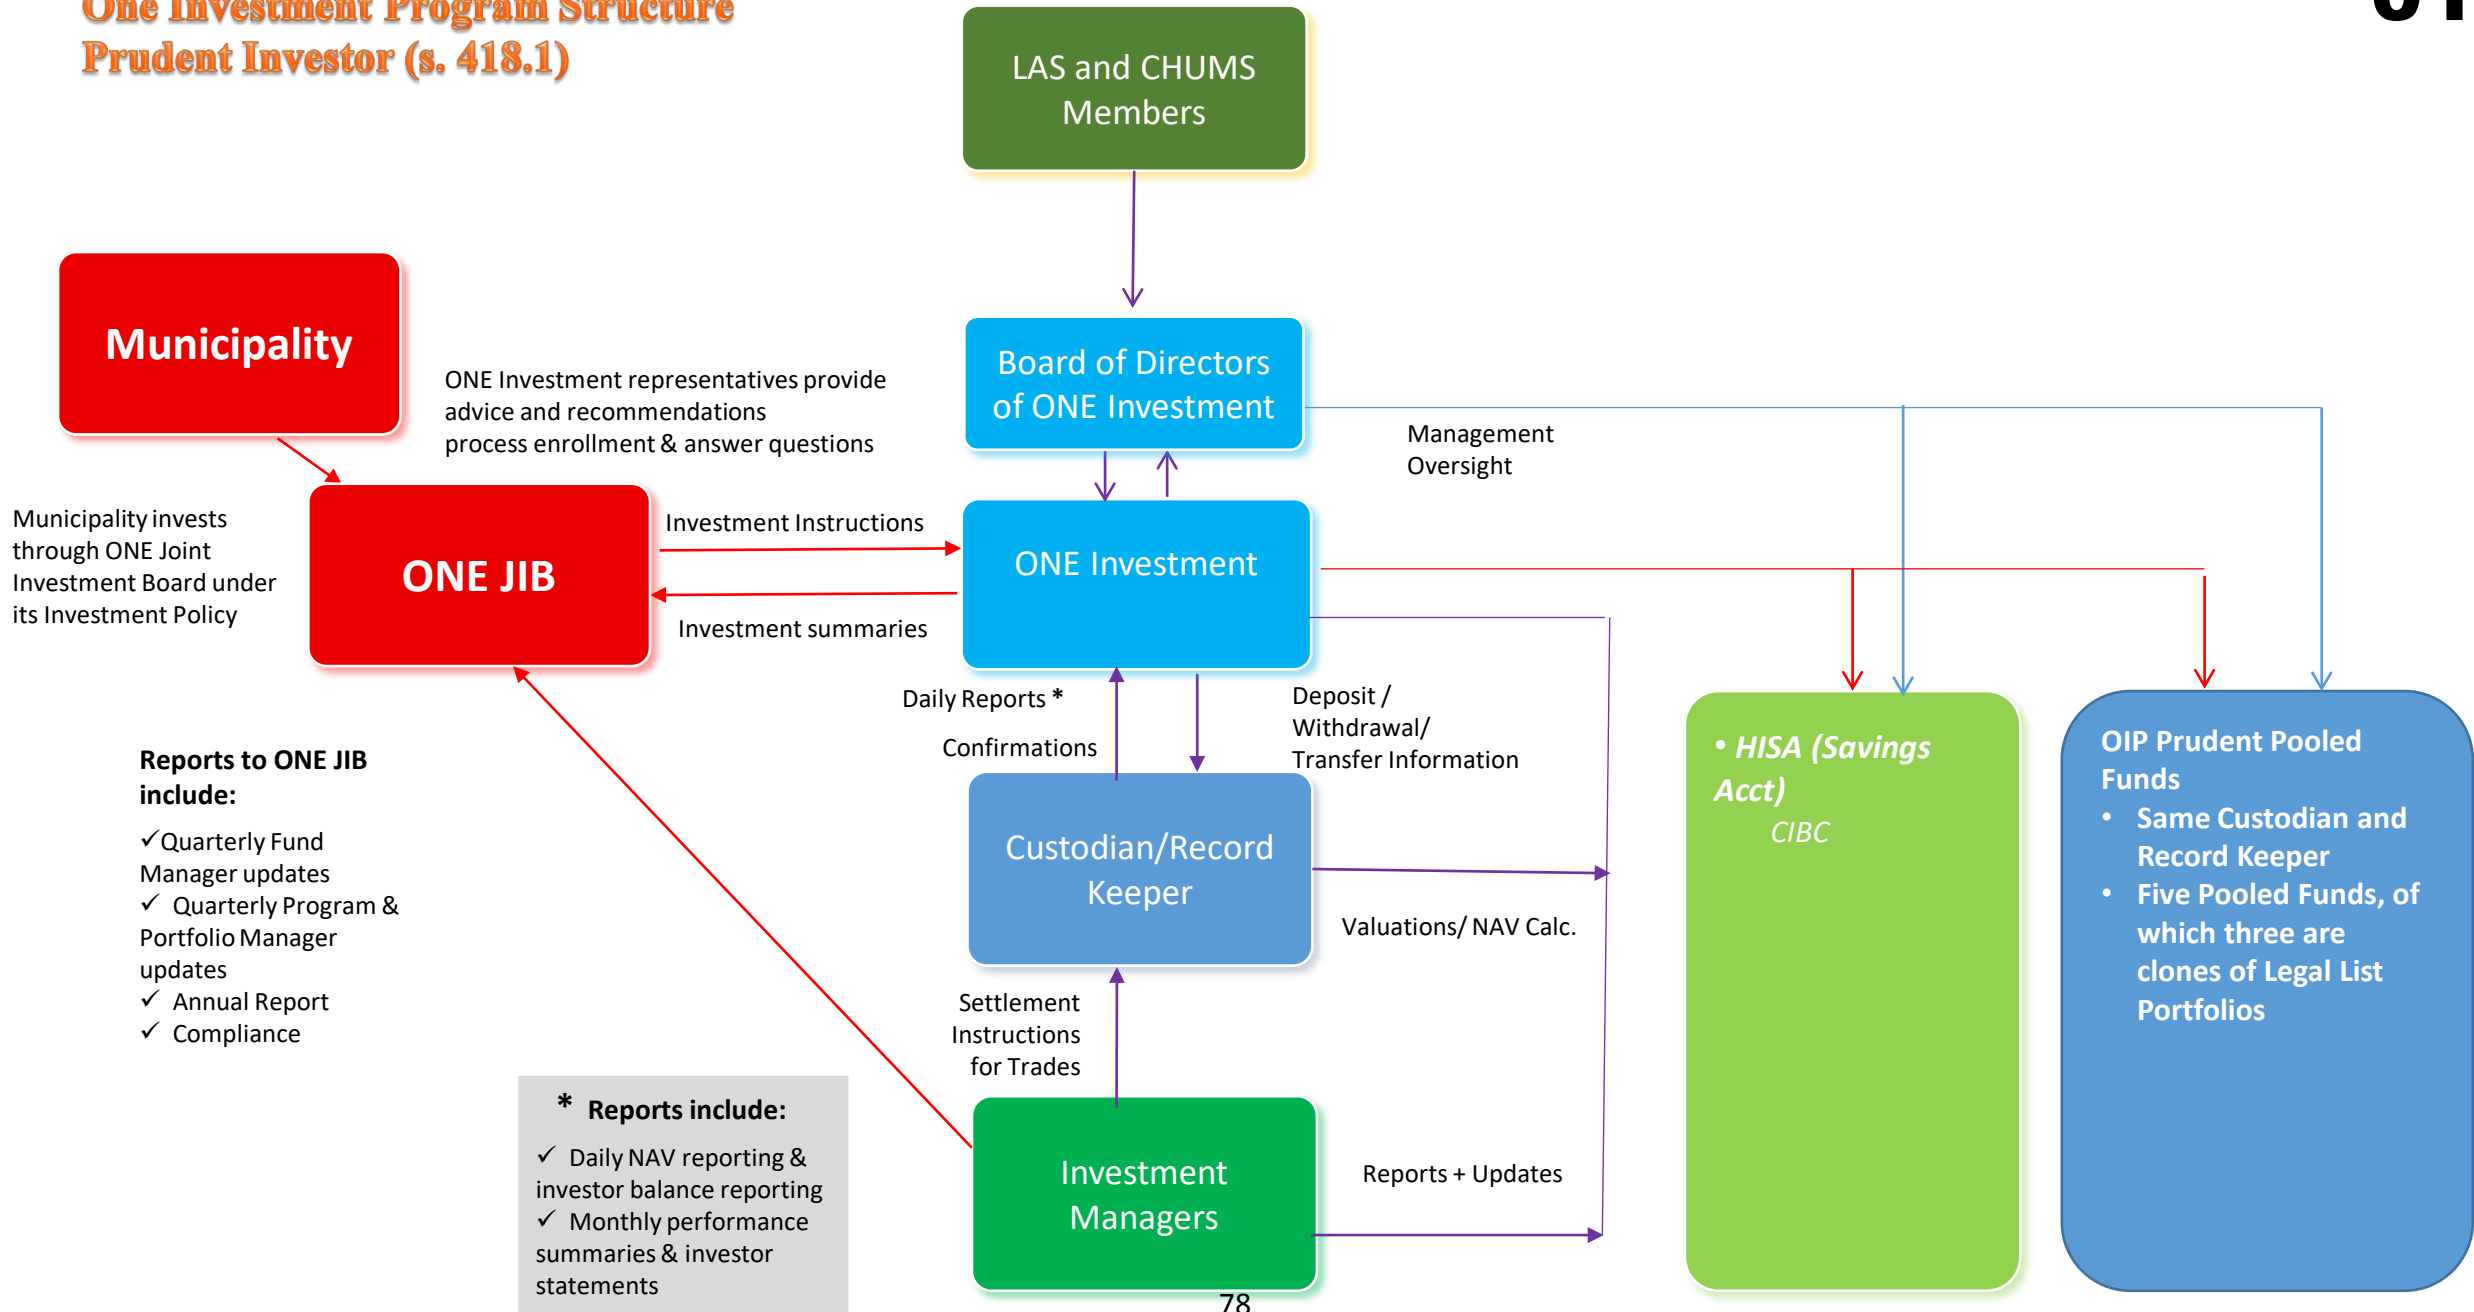 One Investment Program Structure
Prudent Investor (s. 418.1)
LAS and CHUMS
Members
Municipality
ONE Investment representatives provide
advice and recommendations
process enrollment & answer questions
Board of Directors
of ONE Investment
Management
Oversight
Municipality invests
through ONE Joint
Investment Board under
its Investment Policy
ONE JIB
Investment Instructions
Investment summaries
ONE Investment
Daily Reports *
Confirmations
Deposit /
Withdrawal/
Transfer Information
Reports to ONE JIB
include:
✓Quarterly Fund
Manager updates
✓ Quarterly Program &
Portfolio Manager
updates
✓ Annual Report
✓ Compliance
Custodian/Record
Keeper
Valuations/ NAV Calc.
Settlement
Instructions
for Trades
* Reports include:
✓ Daily NAV reporting &
investor balance reporting
✓ Monthly performance
summaries & investor
statements
Investment
Managers
Reports + Updates
• HISA (Savings
Acct)
CIBC
OIP Prudent Pooled
Funds
• Same Custodian and
Record Keeper
• Five Pooled Funds, of
which three are
clones of Legal List
Portfolios
78